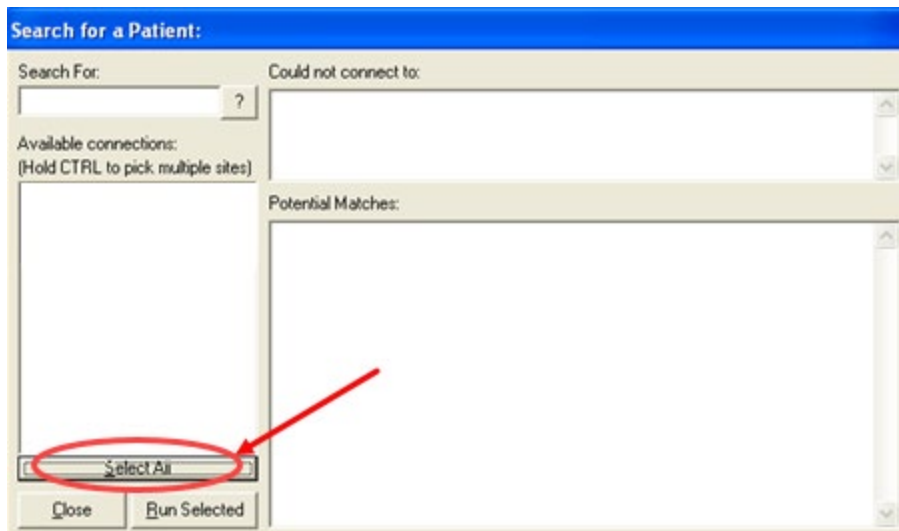 Search for a Patient:
Search For:
?
Available connections:
(Hold CTRL to pick multiple sites)
Select All
Close
Run Selected
Could not connect to:
Potential Matches: